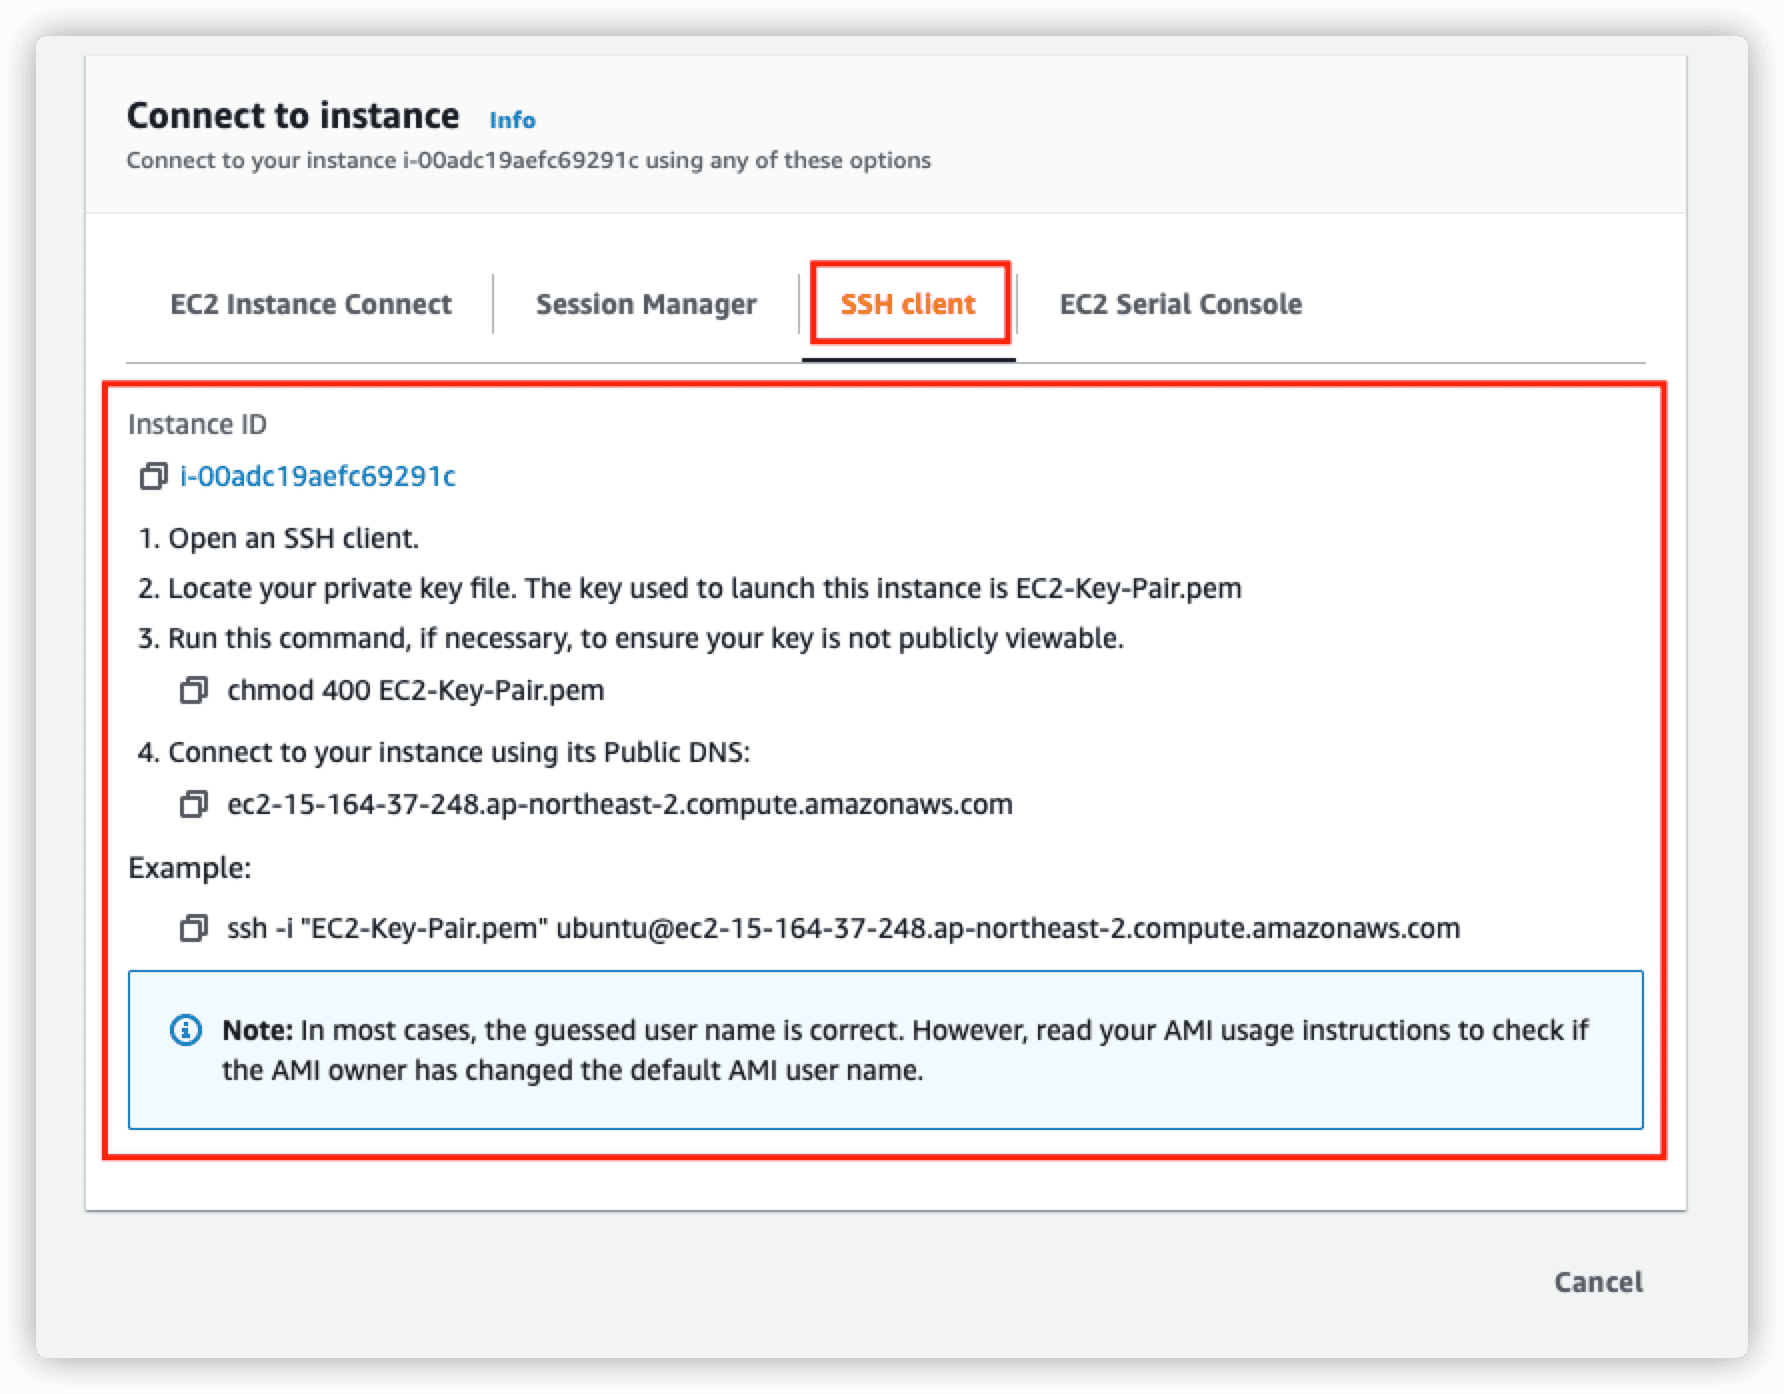 Connect to instance Info
Connect to your instance i-00adc19aefc69291c using any of these options
EC2 Instance Connect
Session Manager
SSH client
EC2 Serial Console
Instance ID
i-00adc19aefc69291c
1. Open an SSH client.
2. Locate your private key file. The key used to launch this instance is EC2-Key-Pair.pem
3. Run this command, if necessary, to ensure your key is not publicly viewable.
chmod 400 EC2-Key-Pair.pem
4. Connect to your instance using its Public DNS:
ec2-15-164-37-248.ap-northeast-2.compute.amazonaws.com
Example:
ssh -i "EC2-Key-Pair.pem" ubuntu@ec2-15-164-37-248.ap-northeast-2.compute.amazonaws.com
Note: In most cases, the guessed user name is correct. However, read your AMI usage instructions to check if
the AMI owner has changed the default AMI user name.
Cancel